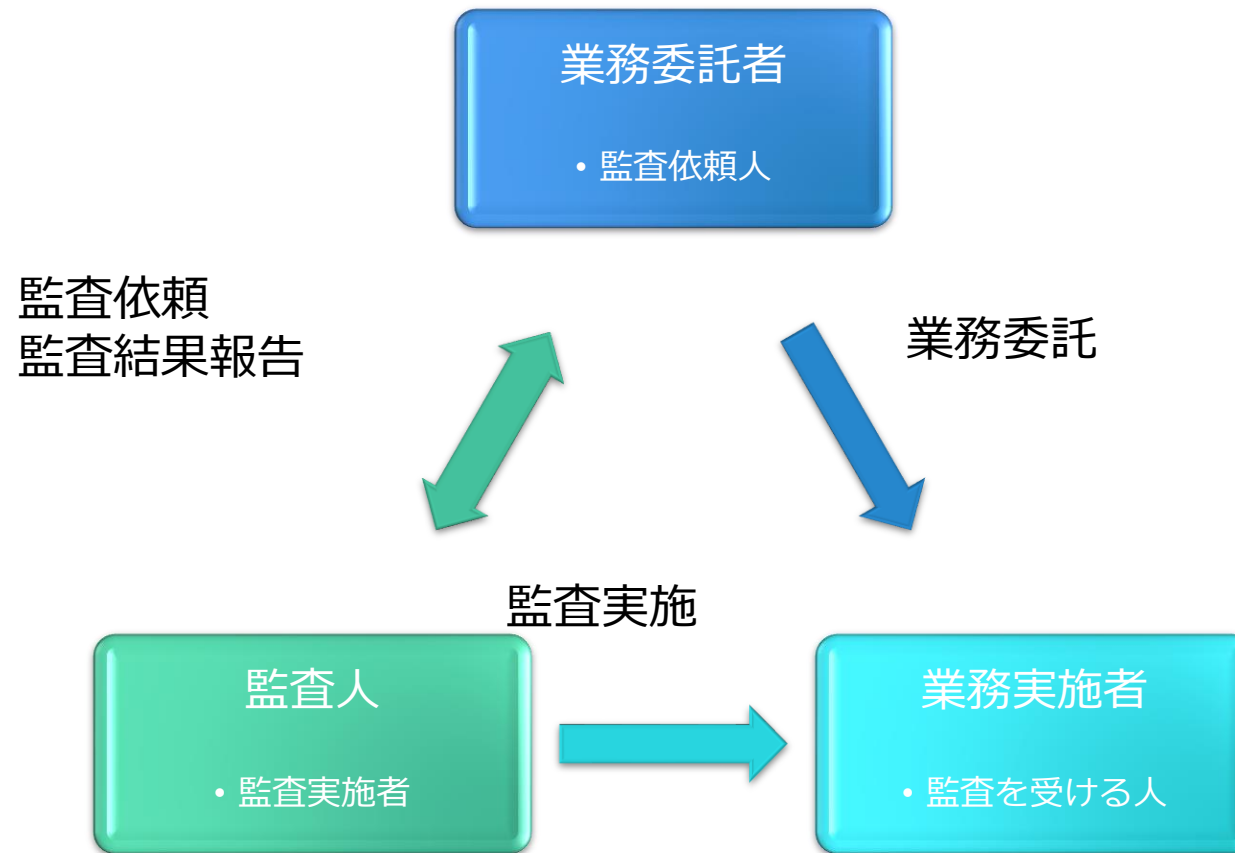 業務委託者
• 監査依頼人
監査依頼
監査結果報告
業務委託
監査実施
監査人
• 監査実施者
業務実施者
• 監査を受ける人